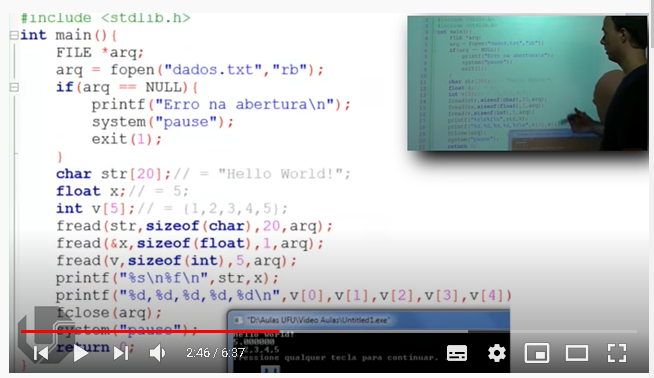 #include <stdlib.h>
int main(){
FILE *arq;
arq = fopen("dados.txt","rb");
if(arq == NULL){
printf("Erro na abertura\n");
system("pause");
exit(1);
}
char str[20];// = "Hello World!";
float x;// = 5;
int v[5];// = {1,2,3,4,5};
fread(str,sizeof(char),20,arq);
fread(&x,sizeof(float),1,arq);
fread(v,sizeof(int),5,arq);
printf("%s\n%f\n",str,x);
printf("%d,%d,%d,%d,%d\n",v[0],v[1],v[2],v[3],v[4])
fclose(arq);
system("pause");
return 0;
}
"D:\Aulas UFU\Video Aulas\Untitled1.exe"
Hello World!
5.000000
2,3,4,5
ressione qualquer tecla para continuar.
2:46 / 6:37